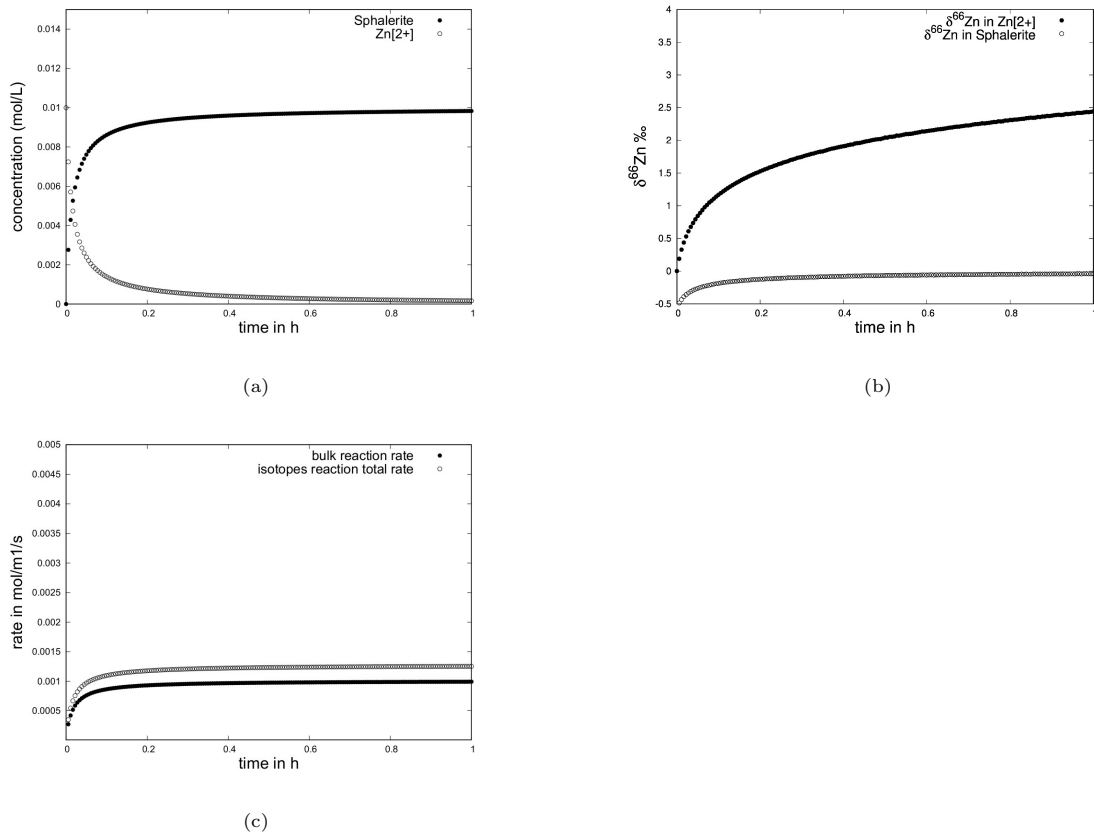 Sphalerite
Zn[2+]
concentration (mol/L)
0.014
0.012
0.01
0.008
0.006
0.004
0.002
0
0 0.2 0.4 0.6 0.8 1
time in h
(a)
δ⁶⁶Zn in Zn[2+]
δ⁶⁶Zn in Sphalerite
δ⁶⁶Zn ‰
4
3.5
3
2.5
2
1.5
1
0.5
0
-0.5
0 0.2 0.4 0.6 0.8 1
time in h
(b)
bulk reaction rate
isotopes reaction total rate
rate in mol/m1/s
0.005
0.0045
0.004
0.0035
0.003
0.0025
0.002
0.0015
0.001
0.0005
0 0.2 0.4 0.6 0.8 1
time in h
(c)